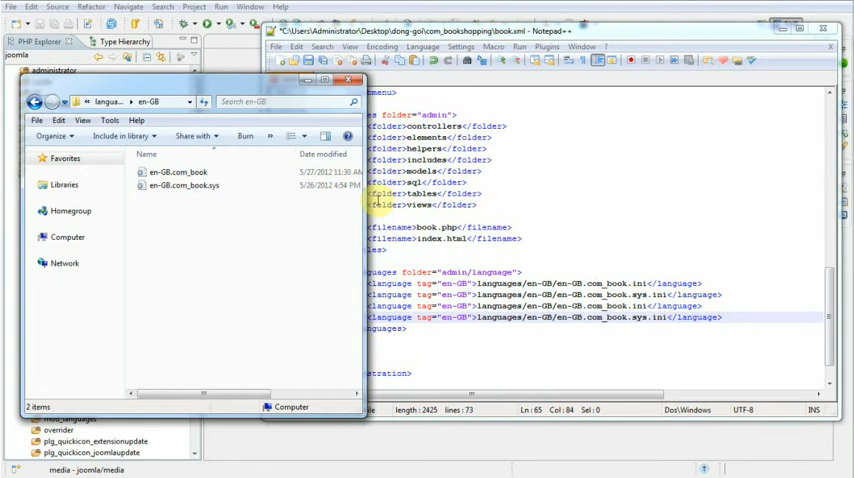 File Edit Source Refactor Navigate Search Project Run Window Help
PHP Explorer Type Hierarchy
joomla
administrator
*C:\Users\Administrator\Desktop\dong-goi\com_bookshopping\book.xml - Notepad++
File Edit Search View Encoding Language Settings Macro Run Plugins Window ? X
langua... en-GB Search en-GB
File Edit View Tools Help
Organize Include in library Share with Burn »
Name Date modified
Favorites
Libraries
Homegroup
Computer
Network
en-GB.com_book 5/27/2012 11:30 AM
en-GB.com_book.sys 5/26/2012 4:54 PM
2 items Computer
menu>
es folder="admin">
<folder>controllers</folder>
<folder>elements</folder>
<folder>helpers</folder>
<folder>includes</folder>
<folder>models</folder>
<folder>sql</folder>
<folder>tables</folder>
<folder>views</folder>
<filename>book.php</filename>
<filename>index.html</filename>
les>
nguages folder="admin/language">
<language tag="en-GB">languages/en-GB/en-GB.com_book.ini</language>
<language tag="en-GB">languages/en-GB/en-GB.com_book.sys.ini</language>
<language tag="en-GB">languages/en-GB/en-GB.com_book.ini</language>
<language tag="en-GB">languages/en-GB/en-GB.com_book.sys.ini</language>
nguages>
nistration>
length : 2425 lines : 73 Ln : 65 Col : 84 Sel : 0 Dos\Windows UTF-8 INS
mod_languages
overrider
plg_quickicon_extensionupdate
plg_quickicon_joomlaupdate
media - joomla/media